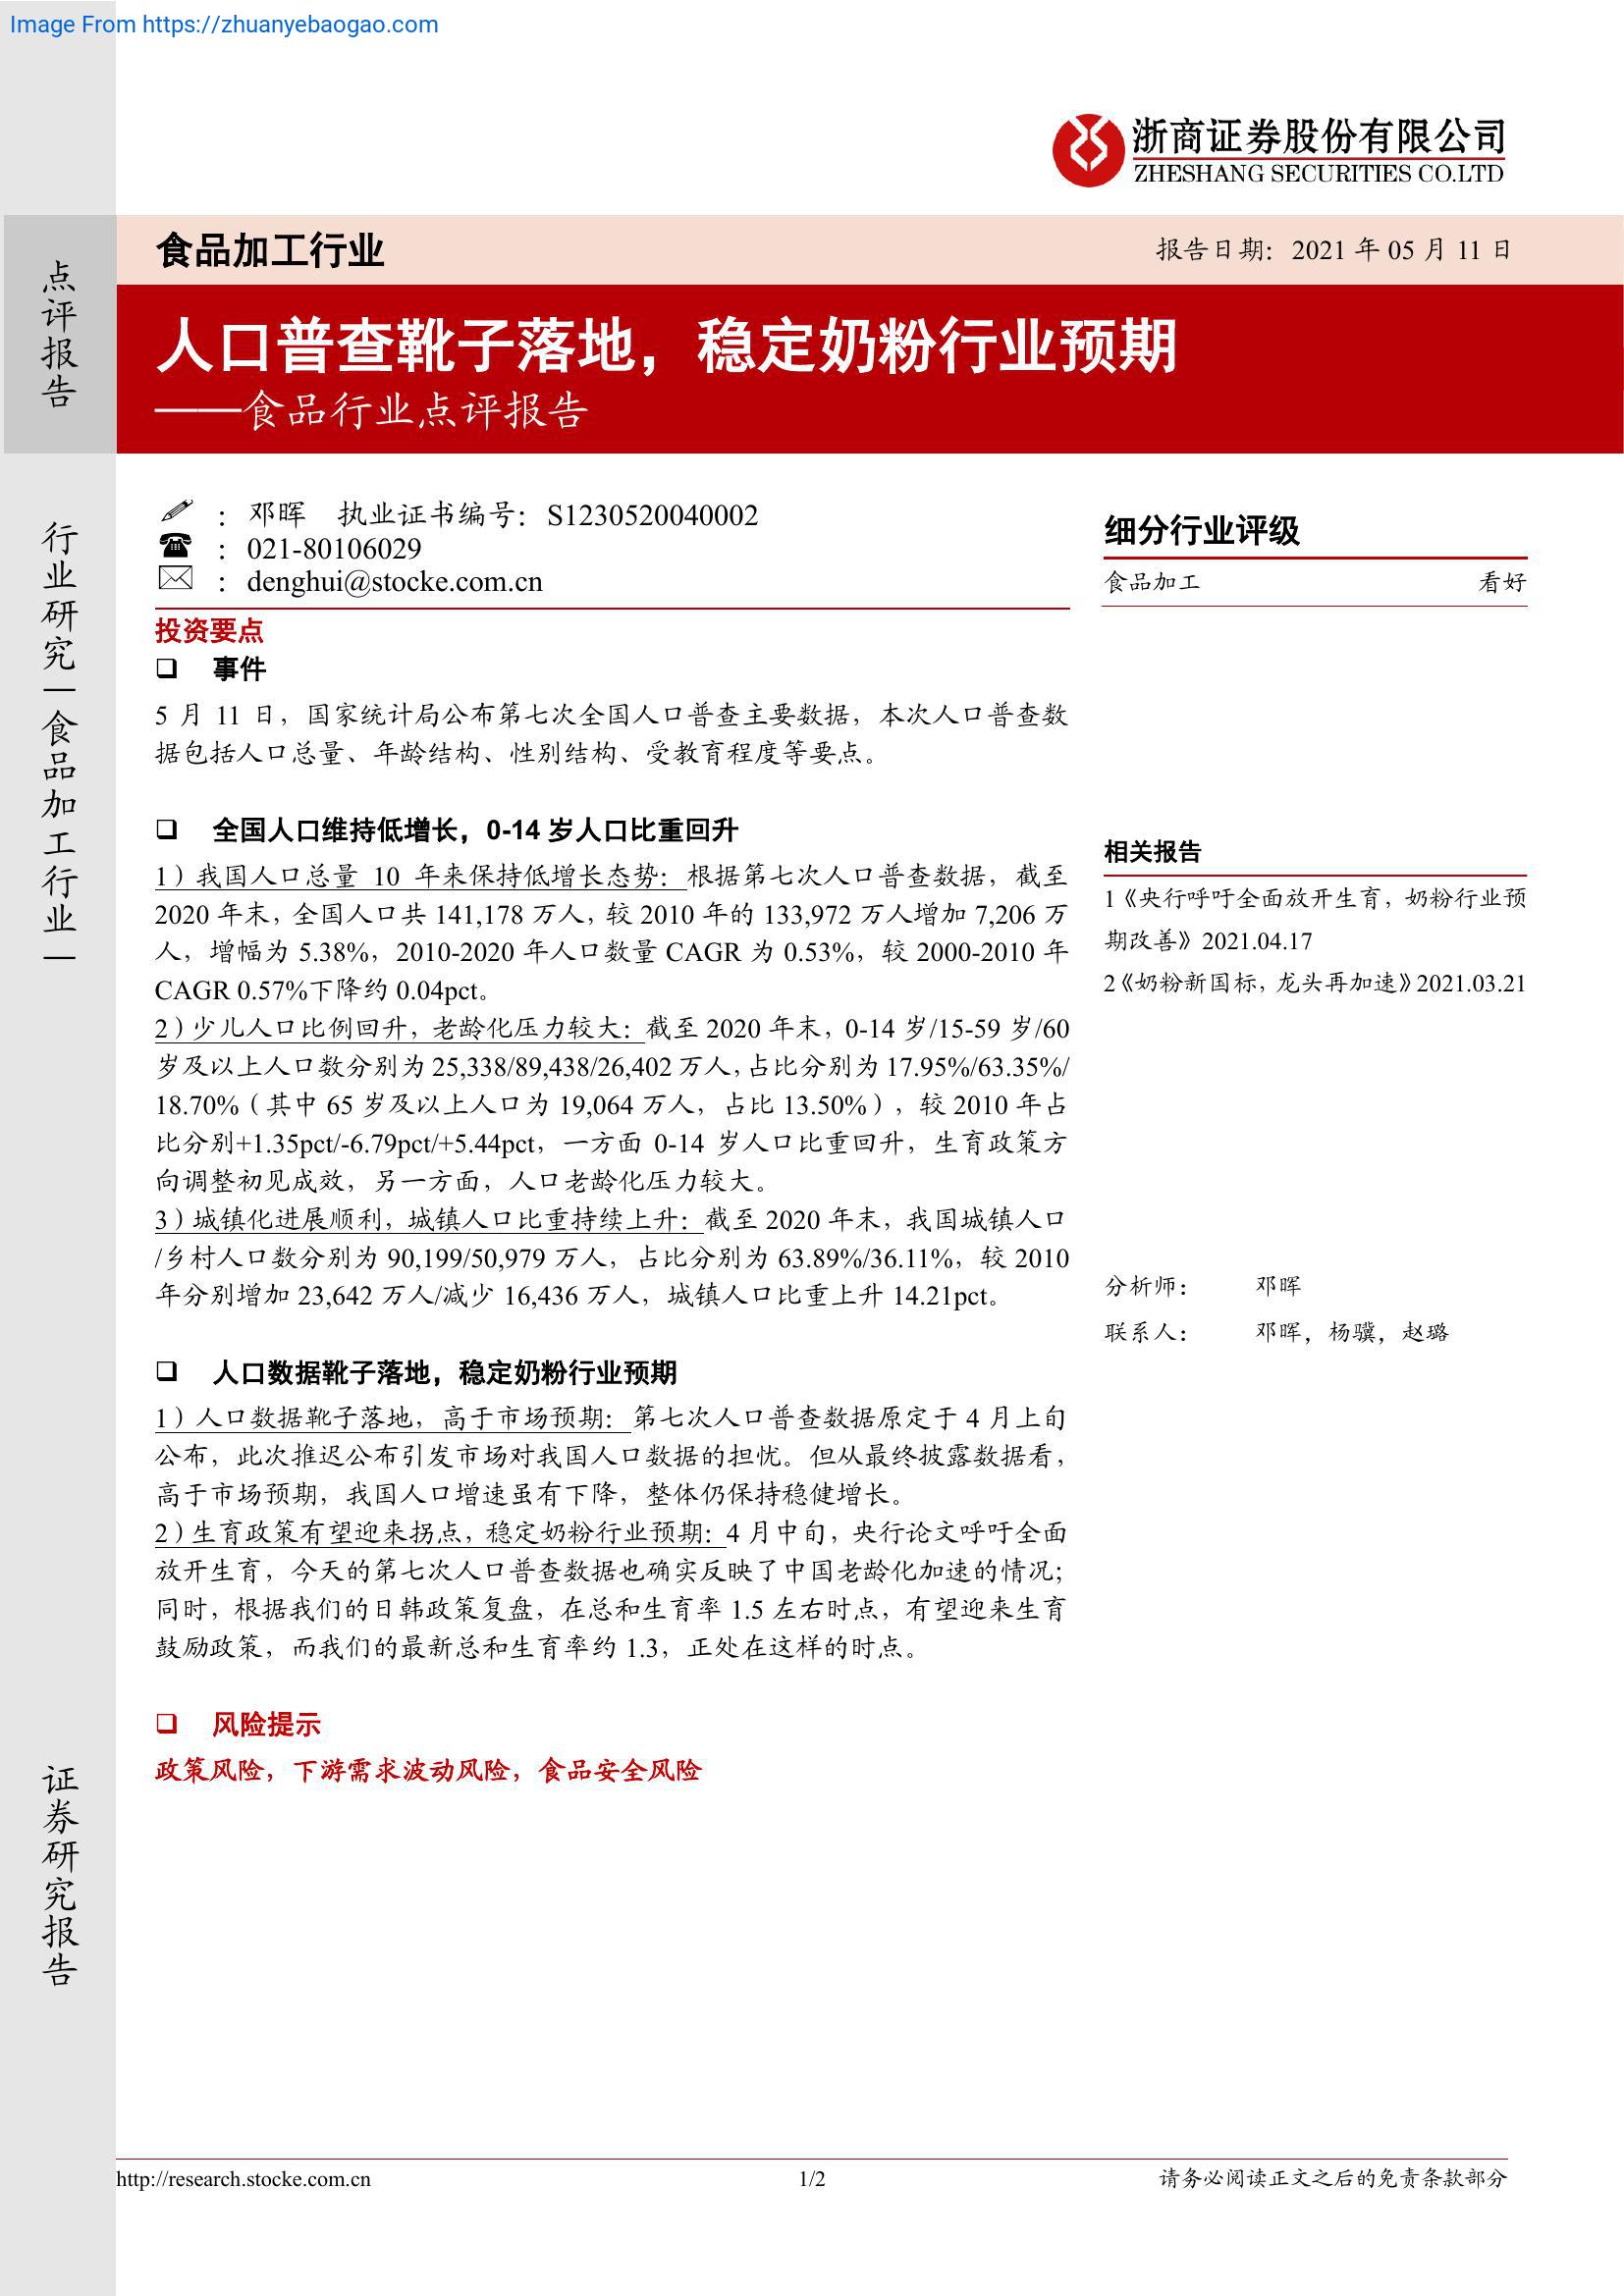 Image From https://zhuanyebaogao.com
浙商证券股份有限公司
ZHESHANG SECURITIES CO.LTD
点评报告
行业研究—食品加工行业—
证券研究报告
食品加工行业
报告日期：2021 年 05 月 11 日
人口普查靴子落地，稳定奶粉行业预期
——食品行业点评报告
： 邓晖 执业证书编号：S1230520040002
： 021-80106029
： denghui@stocke.com.cn
投资要点
❑ 事件
5 月 11 日，国家统计局公布第七次全国人口普查主要数据，本次人口普查数
据包括人口总量、年龄结构、性别结构、受教育程度等要点。
❑ 全国人口维持低增长，0-14 岁人口比重回升
1）我国人口总量 10 年来保持低增长态势：根据第七次人口普查数据，截至
2020 年末，全国人口共 141,178 万人，较 2010 年的 133,972 万人增加 7,206 万
人，增幅为 5.38%，2010-2020 年人口数量 CAGR 为 0.53%，较 2000-2010 年
CAGR 0.57%下降约 0.04pct。
2）少儿人口比例回升，老龄化压力较大：截至 2020 年末，0-14 岁/15-59 岁/60
岁及以上人口数分别为 25,338/89,438/26,402 万人，占比分别为 17.95%/63.35%/
18.70%（其中 65 岁及以上人口为 19,064 万人，占比 13.50%），较 2010 年占
比分别+1.35pct/-6.79pct/+5.44pct，一方面 0-14 岁人口比重回升，生育政策方
向调整初见成效，另一方面，人口老龄化压力较大。
3）城镇化进展顺利，城镇人口比重持续上升：截至 2020 年末，我国城镇人口
/乡村人口数分别为 90,199/50,979 万人，占比分别为 63.89%/36.11%，较 2010
年分别增加 23,642 万人/减少 16,436 万人，城镇人口比重上升 14.21pct。
❑ 人口数据靴子落地，稳定奶粉行业预期
1）人口数据靴子落地，高于市场预期：第七次人口普查数据原定于 4 月上旬
公布，此次推迟公布引发市场对我国人口数据的担忧。但从最终披露数据看，
高于市场预期，我国人口增速虽有下降，整体仍保持稳健增长。
2）生育政策有望迎来拐点，稳定奶粉行业预期：4 月中旬，央行论文呼吁全面
放开生育，今天的第七次人口普查数据也确实反映了中国老龄化加速的情况；
同时，根据我们的日韩政策复盘，在总和生育率 1.5 左右时点，有望迎来生育
鼓励政策，而我们的最新总和生育率约 1.3，正处在这样的时点。
❑ 风险提示
政策风险，下游需求波动风险，食品安全风险
细分行业评级
食品加工 看好
相关报告
1《央行呼吁全面放开生育，奶粉行业预
期改善》2021.04.17
2《奶粉新国标，龙头再加速》2021.03.21
分析师： 邓晖
联系人： 邓晖，杨骥，赵璐
http://research.stocke.com.cn 1/2 请务必阅读正文之后的免责条款部分